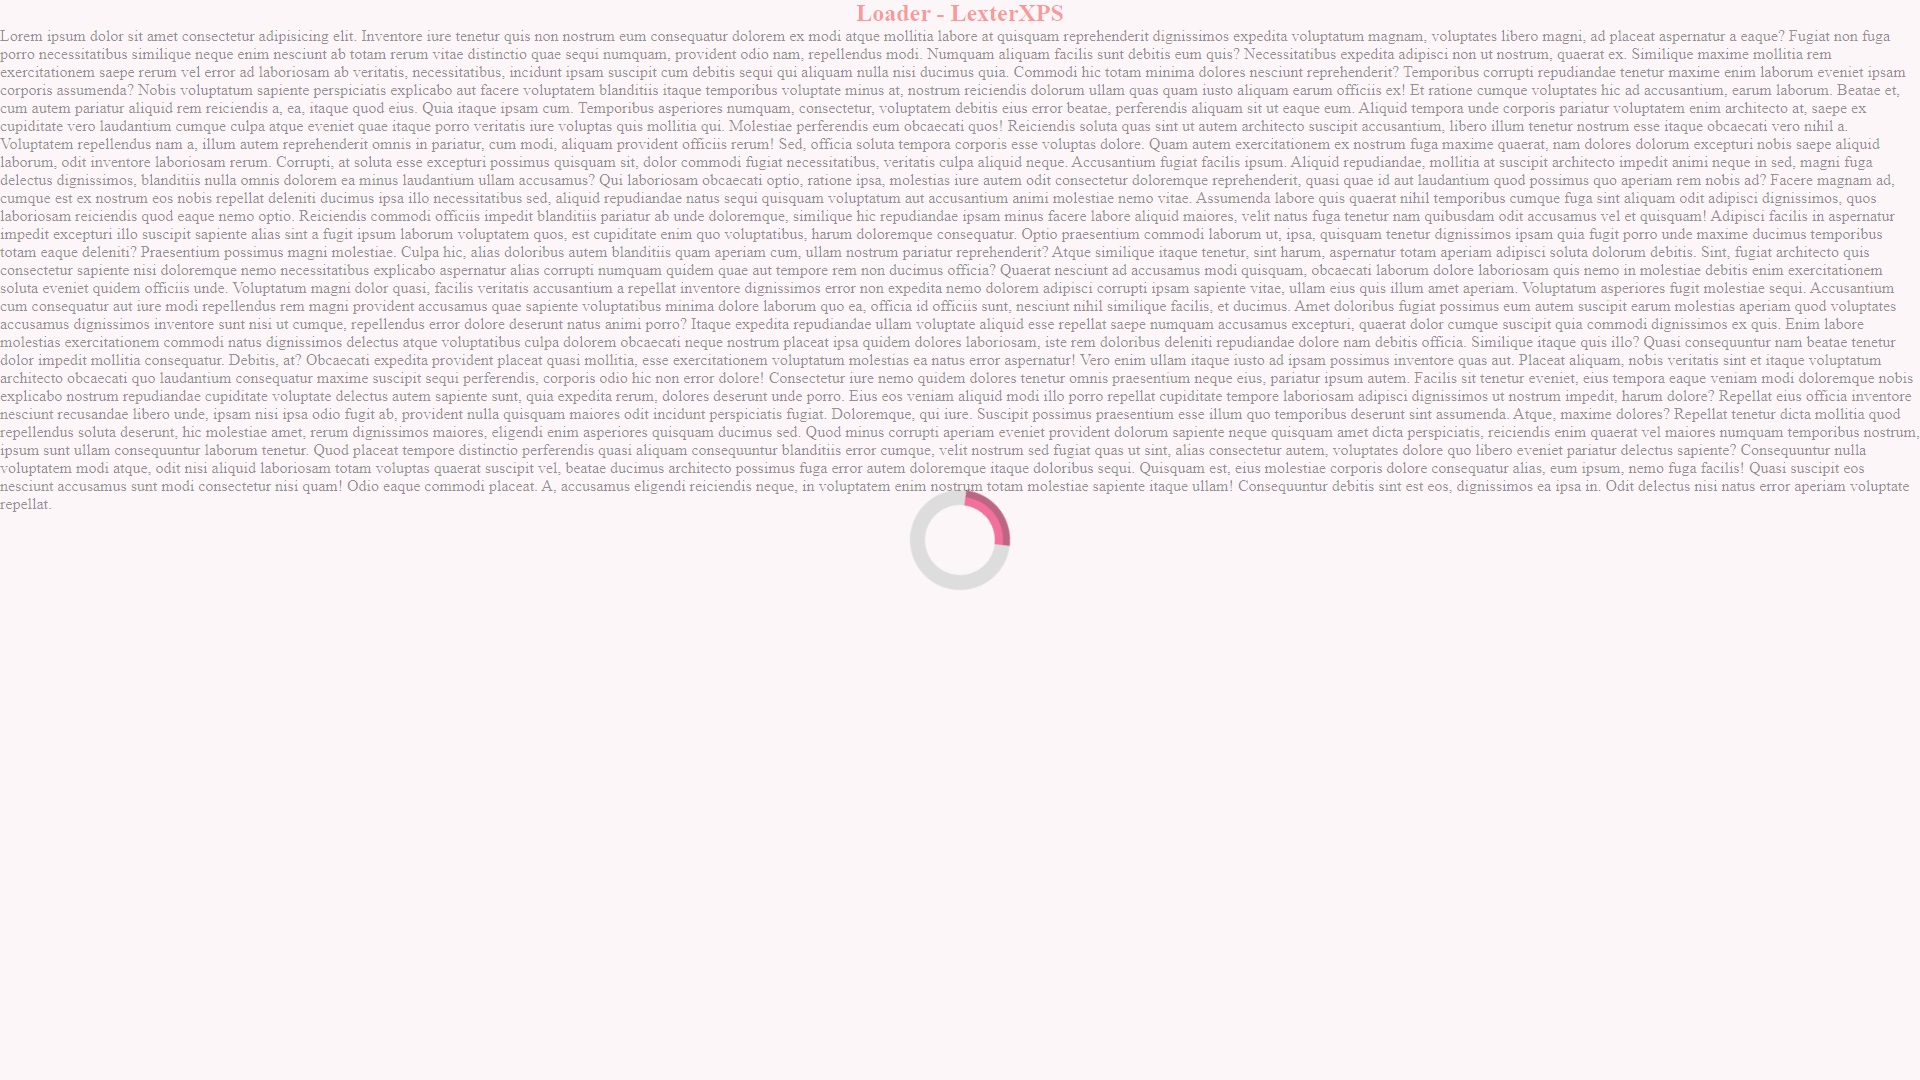 Loader - LexterXPS
Lorem ipsum dolor sit amet consectetur adipisicing elit. Inventore iure tenetur quis non nostrum eum consequatur dolorem ex modi atque mollitia labore at quisquam reprehenderit dignissimos expedita voluptatum magnam, voluptates libero magni, ad placeat aspernatur a eaque? Fugiat non fuga
porro necessitatibus similique neque enim nesciunt ab totam rerum vitae distinctio quae sequi numquam, provident odio nam, repellendus modi. Numquam aliquam facilis sunt debitis eum quis? Necessitatibus expedita adipisci non ut nostrum, quaerat ex. Similique maxime mollitia rem
exercitationem saepe rerum vel error ad laboriosam ab veritatis, necessitatibus, incidunt ipsam suscipit cum debitis sequi qui aliquam nulla nisi ducimus quia. Commodi hic totam minima dolores nesciunt reprehenderit? Temporibus corrupti repudiandae tenetur maxime enim laborum eveniet ipsam
corporis assumenda? Nobis voluptatum sapiente perspiciatis explicabo aut facere voluptatem blanditiis itaque temporibus voluptate minus at, nostrum reiciendis dolorum ullam quas quam iusto aliquam earum officiis ex! Et ratione cumque voluptates hic ad accusantium, earum laborum. Beatae et,
cum autem pariatur aliquid rem reiciendis a, ea, itaque quod eius. Quia itaque ipsam cum. Temporibus asperiores numquam, consectetur, voluptatem debitis eius error beatae, perferendis aliquam sit ut eaque eum. Aliquid tempora unde corporis pariatur voluptatem enim architecto at, saepe ex
cupiditate vero laudantium cumque culpa atque eveniet quae itaque porro veritatis iure voluptas quis mollitia qui. Molestiae perferendis eum obcaecati quos! Reiciendis soluta quas sint ut autem architecto suscipit accusantium, libero illum tenetur nostrum esse itaque obcaecati vero nihil a.
Voluptatem repellendus nam a, illum autem reprehenderit omnis in pariatur, cum modi, aliquam provident officiis rerum! Sed, officia soluta tempora corporis esse voluptas dolore. Quam autem exercitationem ex nostrum fuga maxime quaerat, nam dolores dolorum excepturi nobis saepe aliquid
laborum, odit inventore laboriosam rerum. Corrupti, at soluta esse excepturi possimus quisquam sit, dolor commodi fugiat necessitatibus, veritatis culpa aliquid neque. Accusantium fugiat facilis ipsum. Aliquid repudiandae, mollitia at suscipit architecto impedit animi neque in sed, magni fuga
delectus dignissimos, blanditiis nulla omnis dolorem ea minus laudantium ullam accusamus? Qui laboriosam obcaecati optio, ratione ipsa, molestias iure autem odit consectetur doloremque reprehenderit, quasi quae id aut laudantium quod possimus quo aperiam rem nobis ad? Facere magnam ad,
cumque est ex nostrum eos nobis repellat deleniti ducimus ipsa illo necessitatibus sed, aliquid repudiandae natus sequi quisquam voluptatum aut accusantium animi molestiae nemo vitae. Assumenda labore quis quaerat nihil temporibus cumque fuga sint aliquam odit adipisci dignissimos, quos
laboriosam reiciendis quod eaque nemo optio. Reiciendis commodi officiis impedit blanditiis pariatur ab unde doloremque, similique hic repudiandae ipsam minus facere labore aliquid maiores, velit natus fuga tenetur nam quibusdam odit accusamus vel et quisquam! Adipisci facilis in aspernatur
impedit excepturi illo suscipit sapiente alias sint a fugit ipsum laborum voluptatem quos, est cupiditate enim quo voluptatibus, harum doloremque consequatur. Optio praesentium commodi laborum ut, ipsa, quisquam tenetur dignissimos ipsam quia fugit porro unde maxime ducimus temporibus
totam eaque deleniti? Praesentium possimus magni molestiae. Culpa hic, alias doloribus autem blanditiis quam aperiam cum, ullam nostrum pariatur reprehenderit? Atque similique itaque tenetur, sint harum, aspernatur totam aperiam adipisci soluta dolorum debitis. Sint, fugiat architecto quis
consectetur sapiente nisi doloremque nemo necessitatibus explicabo aspernatur alias corrupti numquam quidem quae aut tempore rem non ducimus officia? Quaerat nesciunt ad accusamus modi quisquam, obcaecati laborum dolore laboriosam quis nemo in molestiae debitis enim exercitationem
soluta eveniet quidem officiis unde. Voluptatum magni dolor quasi, facilis veritatis accusantium a repellat inventore dignissimos error non expedita nemo dolorem adipisci corrupti ipsam sapiente vitae, ullam eius quis illum amet aperiam. Voluptatum asperiores fugit molestiae sequi. Accusantium
cum consequatur aut iure modi repellendus rem magni provident accusamus quae sapiente voluptatibus minima dolore laborum quo ea, officia id officiis sunt, nesciunt nihil similique facilis, et ducimus. Amet doloribus fugiat possimus eum autem suscipit earum molestias aperiam quod voluptates
accusamus dignissimos inventore sunt nisi ut cumque, repellendus error dolore deserunt natus animi porro? Itaque expedita repudiandae ullam voluptate aliquid esse repellat saepe numquam accusamus excepturi, quaerat dolor cumque suscipit quia commodi dignissimos ex quis. Enim labore
molestias exercitationem commodi natus dignissimos delectus atque voluptatibus culpa dolorem obcaecati neque nostrum placeat ipsa quidem dolores laboriosam, iste rem doloribus deleniti repudiandae dolore nam debitis officia. Similique itaque quis illo? Quasi consequuntur nam beatae tenetur
dolor impedit mollitia consequatur. Debitis, at? Obcaecati expedita provident placeat quasi mollitia, esse exercitationem voluptatum molestias ea natus error aspernatur! Vero enim ullam itaque iusto ad ipsam possimus inventore quas aut. Placeat aliquam, nobis veritatis sint et itaque voluptatum
architecto obcaecati quo laudantium consequatur maxime suscipit sequi perferendis, corporis odio hic non error dolore! Consectetur iure nemo quidem dolores tenetur omnis praesentium neque eius, pariatur ipsum autem. Facilis sit tenetur eveniet, eius tempora eaque veniam modi doloremque nobis
explicabo nostrum repudiandae cupiditate voluptate delectus autem sapiente sunt, quia expedita rerum, dolores deserunt unde porro. Eius eos veniam aliquid modi illo porro repellat cupiditate tempore laboriosam adipisci dignissimos ut nostrum impedit, harum dolore? Repellat eius officia inventore
nesciunt recusandae libero unde, ipsam nisi ipsa odio fugit ab, provident nulla quisquam maiores odit incidunt perspiciatis fugiat. Doloremque, qui iure. Suscipit possimus praesentium esse illum quo temporibus deserunt sint assumenda. Atque, maxime dolores? Repellat tenetur dicta mollitia quod
repellendus soluta deserunt, hic molestiae amet, rerum dignissimos maiores, eligendi enim asperiores quisquam ducimus sed. Quod minus corrupti aperiam eveniet provident dolorum sapiente neque quisquam amet dicta perspiciatis, reiciendis enim quaerat vel maiores numquam temporibus nostrum,
ipsum sunt ullam consequuntur laborum tenetur. Quod placeat tempore distinctio perferendis quasi aliquam consequuntur blanditiis error cumque, velit nostrum sed fugiat quas ut sint, alias consectetur autem, voluptates dolore quo libero eveniet pariatur delectus sapiente? Consequuntur nulla
voluptatem modi atque, odit nisi aliquid laboriosam totam voluptas quaerat suscipit vel, beatae ducimus architecto possimus fuga error autem doloremque itaque doloribus sequi. Quisquam est, eius molestiae corporis dolore consequatur alias, eum ipsum, nemo fuga facilis! Quasi suscipit eos
nesciunt accusamus sunt modi consectetur nisi quam! Odio eaque commodi placeat. A, accusamus eligendi reiciendis neque, in voluptatem enim nostrum totam molestiae sapiente itaque ullam! Consequuntur debitis sint est eos, dignissimos ea ipsa in. Odit delectus nisi natus error aperiam voluptate
repellat.